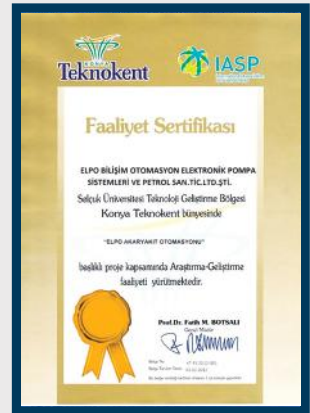 KONYA
Teknokent
IASP
Faaliyet Sertifikası
ELPO BİLİŞİM OTOMASYON ELEKTRONİK POMPA
SİSTEMLERİ VE PETROL SAN.TİC.LTD.ŞTİ.
Selçuk Üniversitesi Teknoloji Geliştirme Bölgesi
Konya Teknokent bünyesinde
"ELPO AKARYAKIT OTOMASYONU"
başlıklı proje kapsamında Araştırma-Geliştirme
faaliyeti yürütmektedir.
Prof.Dr. Fatih M. BOTSALI
Genel Müdür